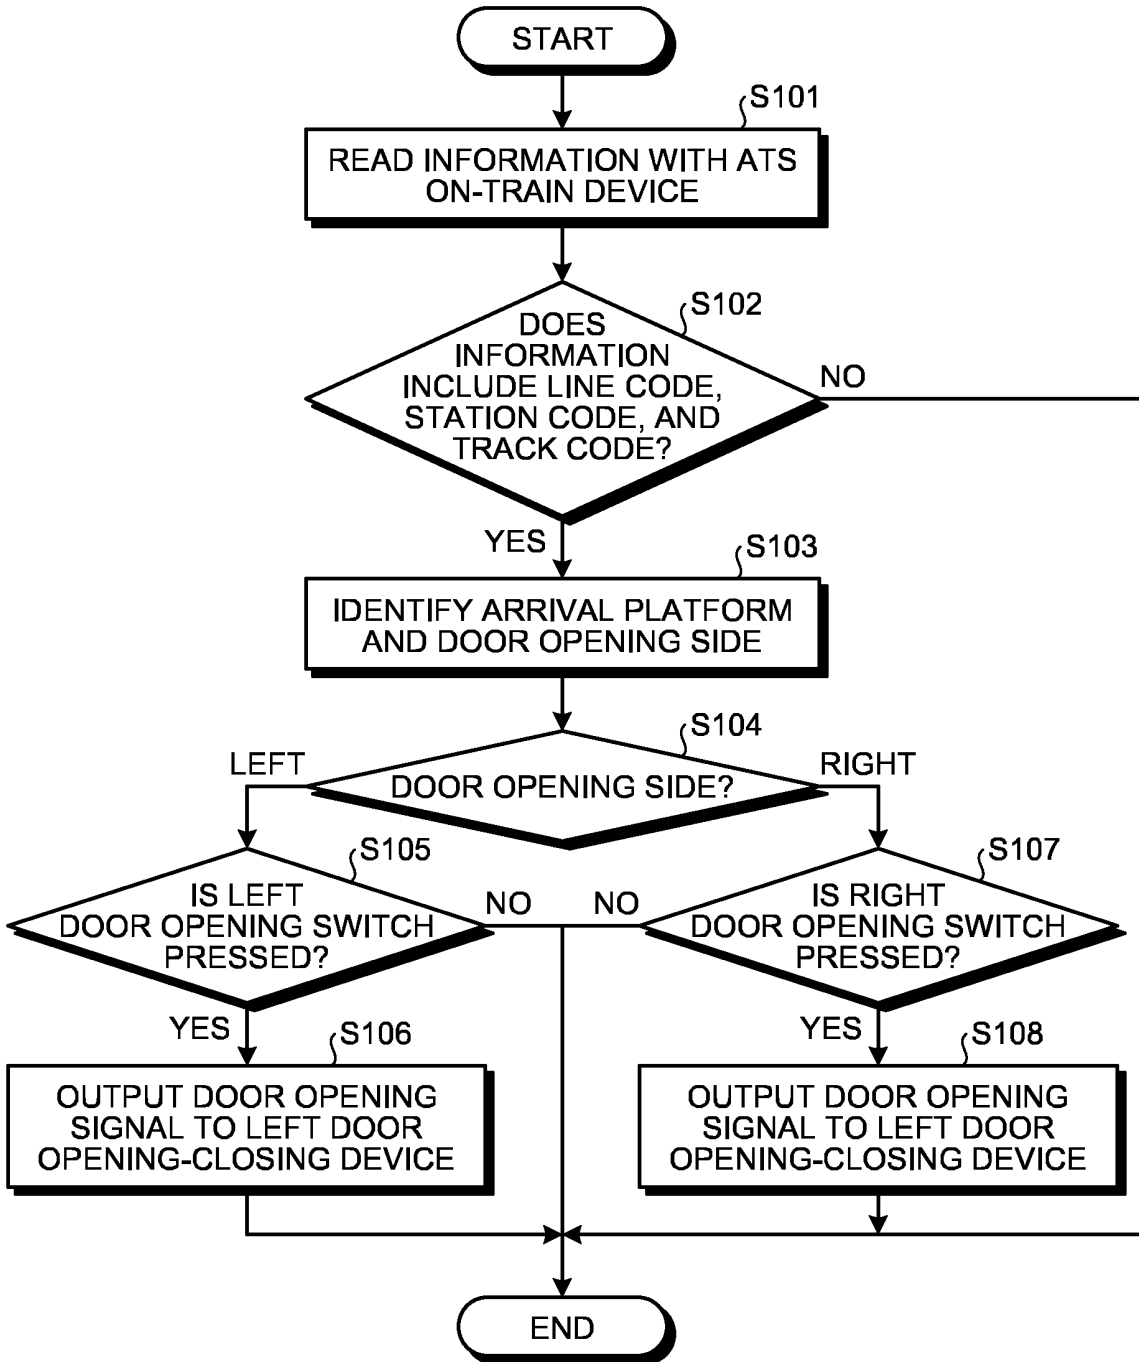 START
S101
READ INFORMATION WITH ATS
ON-TRAIN DEVICE
S102
DOES
INFORMATION
INCLUDE LINE CODE,
STATION CODE, AND
TRACK CODE?
NO
YES
S103
IDENTIFY ARRIVAL PLATFORM
AND DOOR OPENING SIDE
S104
LEFT
DOOR OPENING SIDE?
RIGHT
S105
IS LEFT
DOOR OPENING SWITCH
PRESSED?
NO
YES
S106
OUTPUT DOOR OPENING
SIGNAL TO LEFT DOOR
OPENING-CLOSING DEVICE
S107
IS RIGHT
DOOR OPENING SWITCH
PRESSED?
NO
YES
S108
OUTPUT DOOR OPENING
SIGNAL TO LEFT DOOR
OPENING-CLOSING DEVICE
END